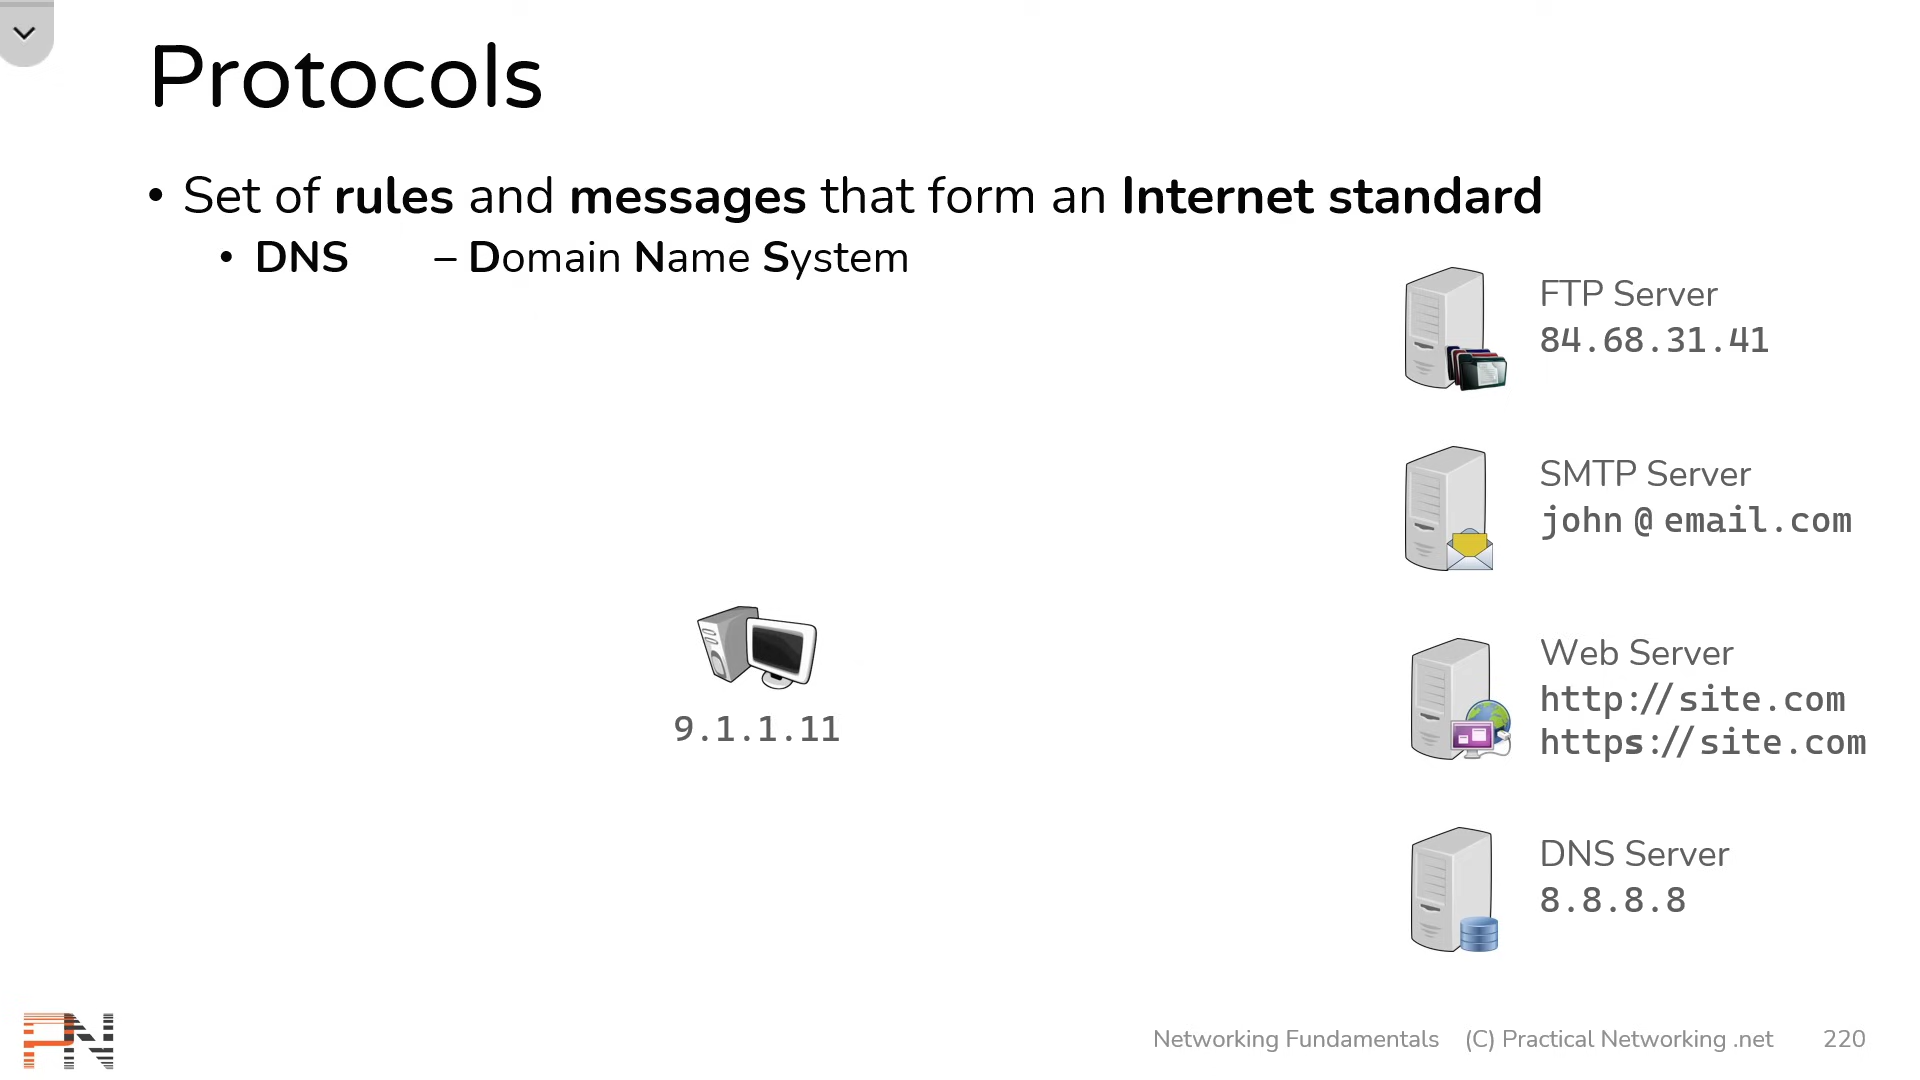 Protocols
• Set of rules and messages that form an Internet standard
• DNS – Domain Name System
FTP Server
84.68.31.41
SMTP Server
john@email.com
9.1.1.11
Web Server
http://site.com
https://site.com
DNS Server
8.8.8.8
PN
Networking Fundamentals (C) Practical Networking .net 220